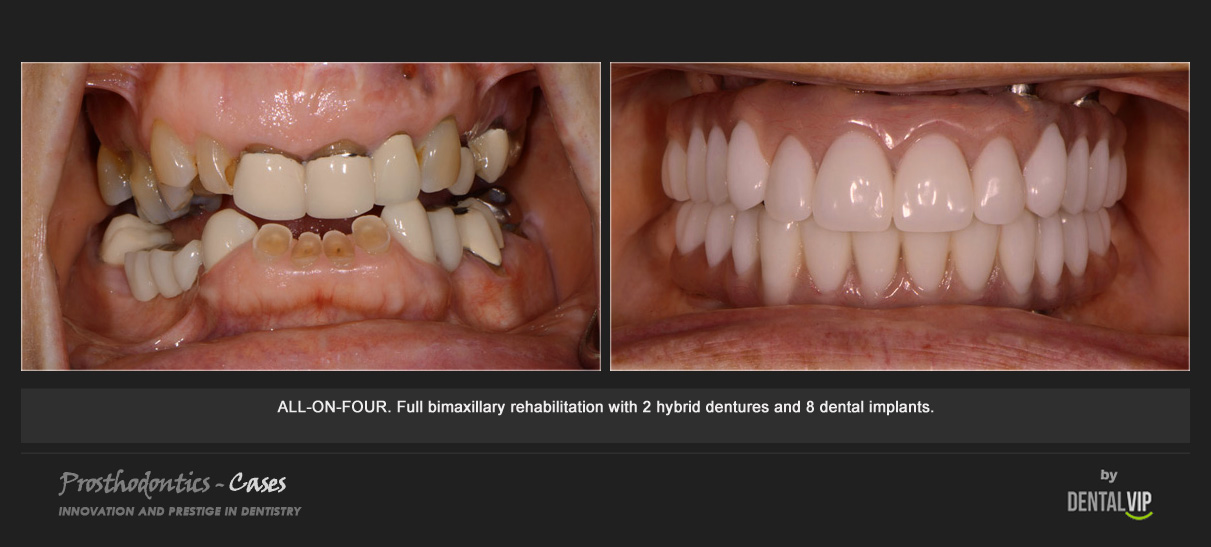 ALL-ON-FOUR. Full bimaxillary rehabilitation with 2 hybrid dentures and 8 dental implants.
Prosthodontics - Cases
INNOVATION AND PRESTIGE IN DENTISTRY
by
DENTALVIP